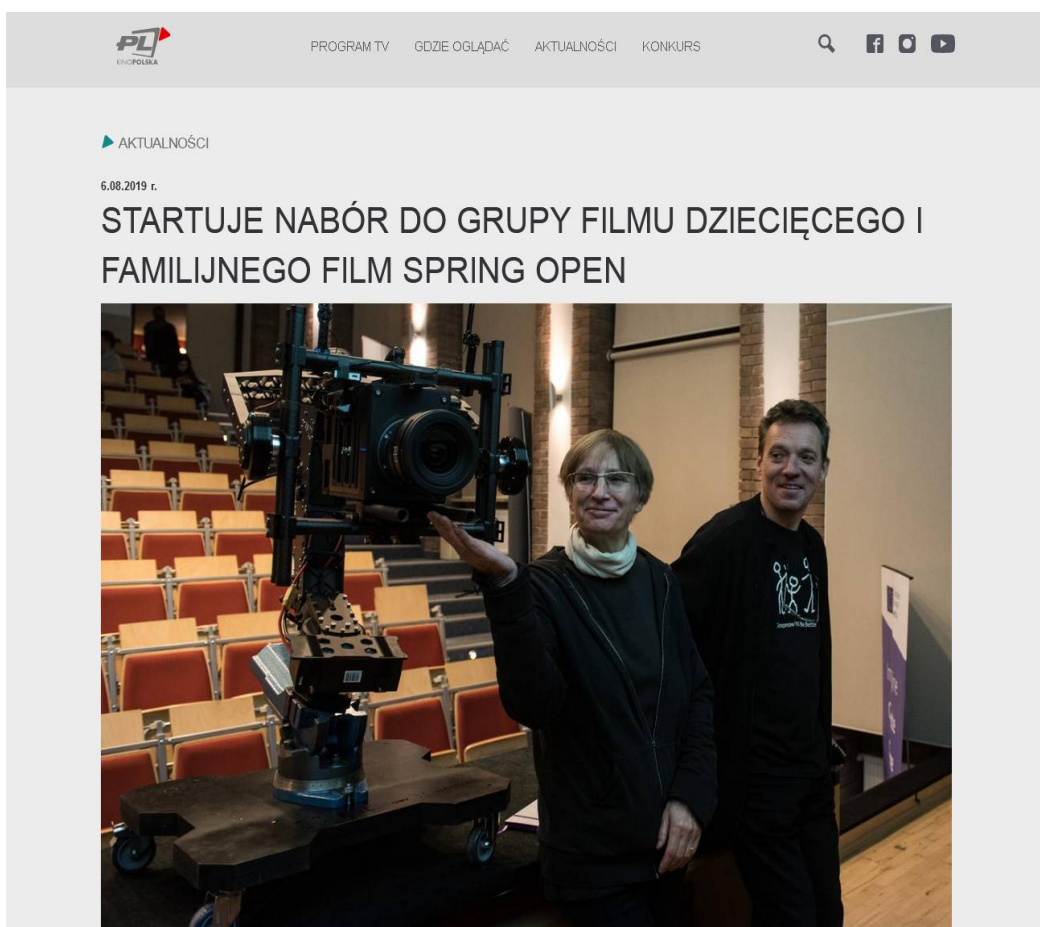 PL
KINOPOLSKA
PROGRAM TV
GDZIE OGLĄDAĆ
AKTUALNOŚCI
KONKURS
AKTUALNOŚCI
6.08.2019 r.
STARTUJE NABÓR DO GRUPY FILMU DZIECIĘCEGO I
FAMILIJNEGO FILM SPRING OPEN